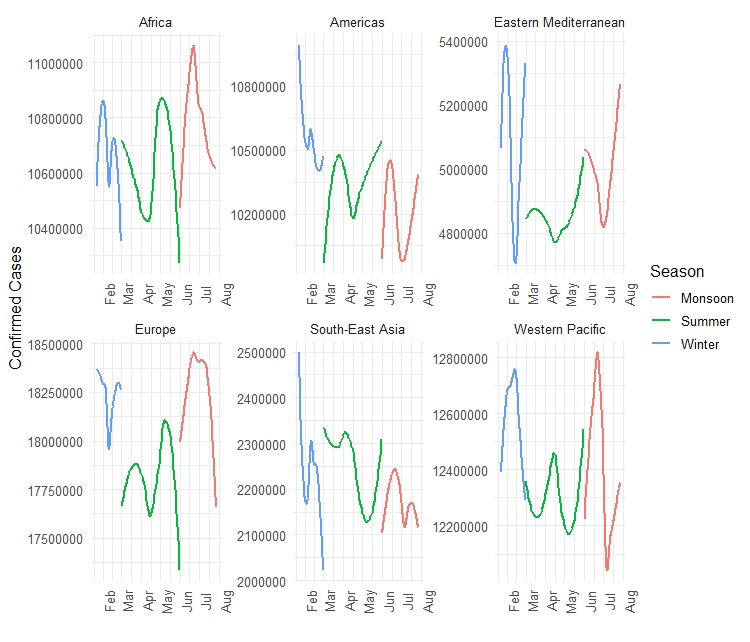 Africa
Americas
Eastern Mediterranean
11000000
10800000
10600000
10400000
10800000
10500000
10200000
5400000
5200000
5000000
4800000
Feb Mar Apr May Jun Jul Aug
Feb Mar Apr May Jun Jul Aug
Feb Mar Apr May Jun Jul Aug
Confirmed Cases
Europe
South-East Asia
Western Pacific
18500000
18250000
18000000
17750000
17500000
2500000
2400000
2300000
2200000
2100000
2000000
12800000
12600000
12400000
12200000
Feb Mar Apr May Jun Jul Aug
Feb Mar Apr May Jun Jul Aug
Feb Mar Apr May Jun Jul Aug
Season
Monsoon
Summer
Winter